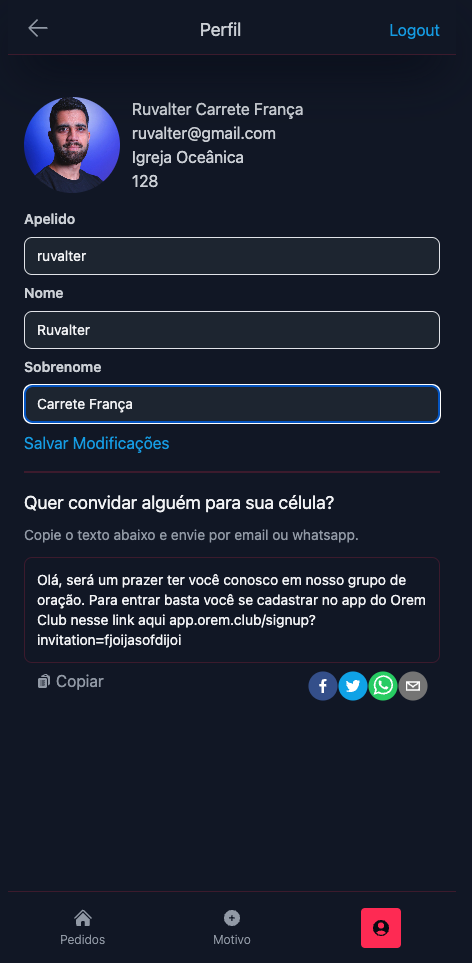 Perfil
Logout
Ruvalter Carrete França
ruvalter@gmail.com
Igreja Oceânica
128
Apelido
ruvalter
Nome
Ruvalter
Sobrenome
Carrete França
Salvar Modificações
Quer convidar alguém para sua célula?
Copie o texto abaixo e envie por email ou whatsapp.
Olá, será um prazer ter você conosco em nosso grupo de
oração. Para entrar basta você se cadastrar no app do Orem
Club nesse link aqui app.orem.club/signup?
invitation=fjoijasofdijoi
Copiar
Pedidos
Motivo